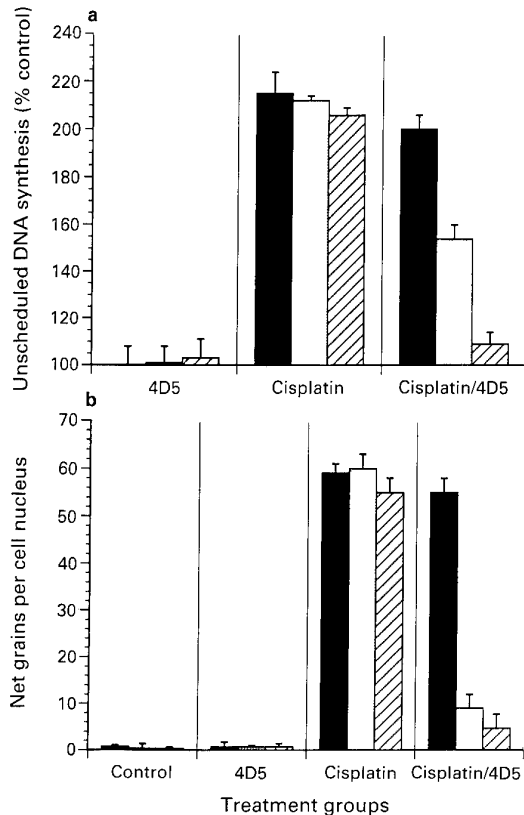 a
Unscheduled DNA synthesis (% control)
240
220
200
180
160
140
120
100
4D5
Cisplatin
Cisplatin/4D5
b
Net grains per cell nucleus
70
60
50
40
30
20
10
0
Control
4D5
Cisplatin
Cisplatin/4D5
Treatment groups